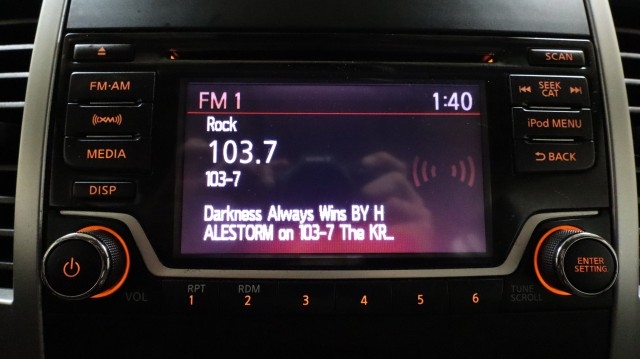 SCAN
FM·AM
XM
MEDIA
DISP
FM 1 1:40
Rock
103.7
103-7
Darkness Always Wins BY H
ALESTORM on 103-7 The KR...
SEEK
CAT
iPod MENU
BACK
VOL
RPT RDM
1 2 3 4 5 6
TUNE
SCROLL
ENTER
SETTING